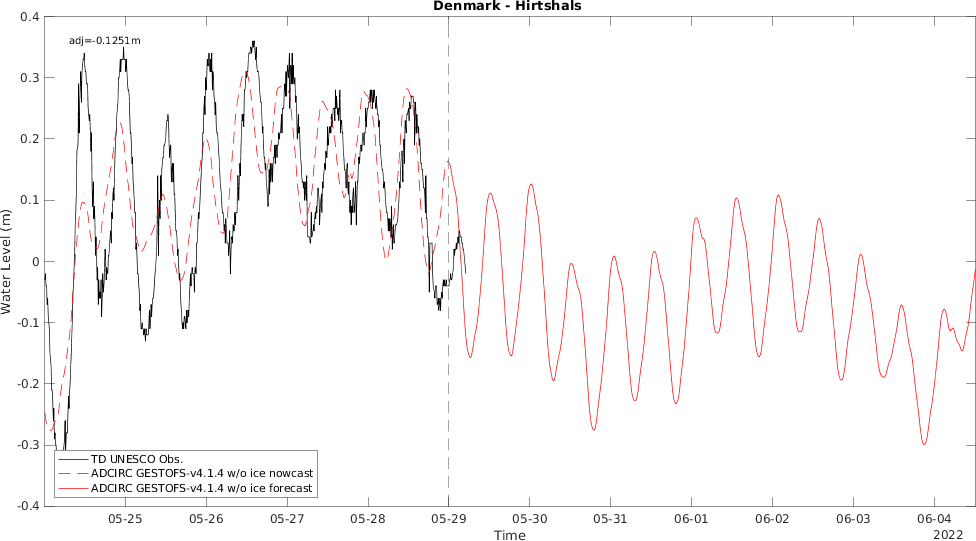 Denmark - Hirtshals
adj=-0.1251m
0.4
0.3
0.2
0.1
0
-0.1
-0.2
-0.3
-0.4
Water Level (m)
TD UNESCO Obs.
ADCIRC GESTOFS-v4.1.4 w/o ice nowcast
ADCIRC GESTOFS-v4.1.4 w/o ice forecast
05-25 05-26 05-27 05-28 05-29 05-30 05-31 06-01 06-02 06-03 06-04
Time
2022